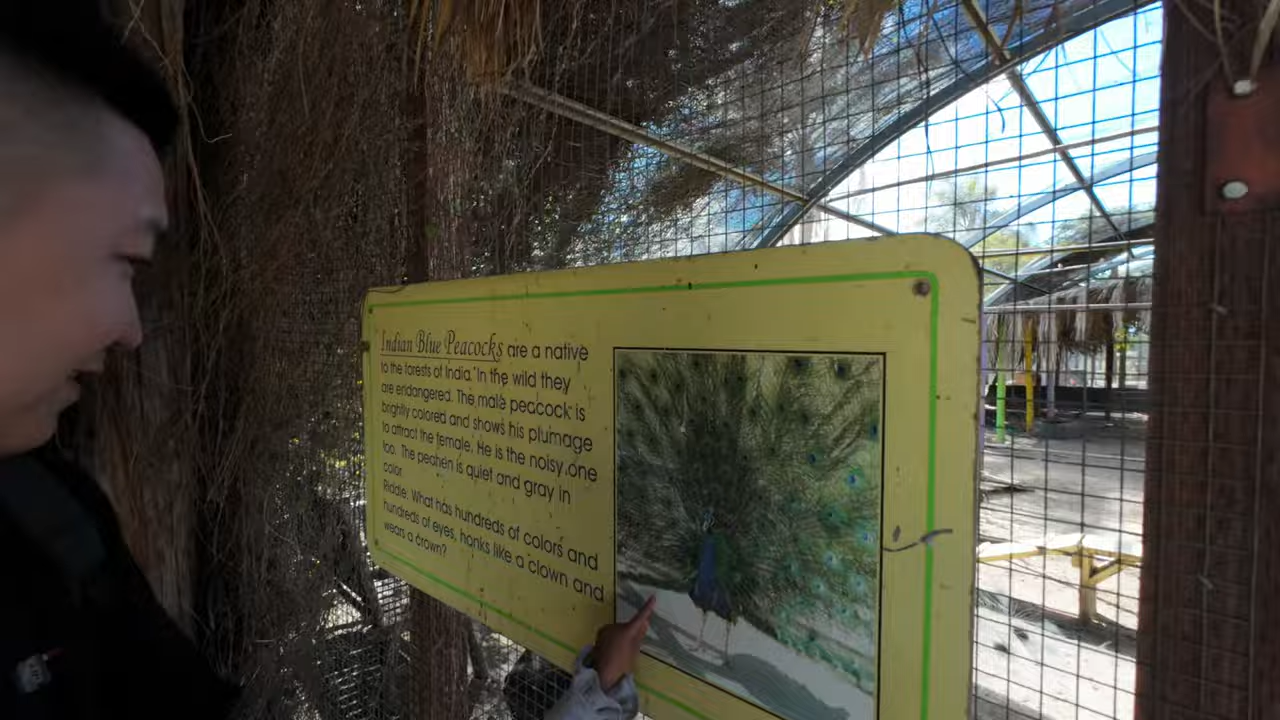 Indian Blue Peacocks are a native
to the forests of India. In the wild they
are endangered. The male peacock is
brightly colored and shows his plumage
to attract the female. He is the noisy one
too. The peahen is quiet and gray in
color.
Riddle: What has hundreds of colors and
hundreds of eyes, honks like a clown and
wears a crown?